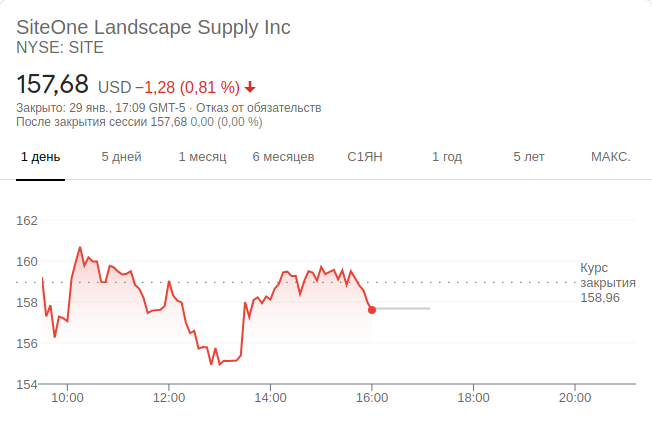 SiteOne Landscape Supply Inc
NYSE: SITE
157,68 USD −1,28 (0,81 %)
Закрыто: 29 янв., 17:09 GMT-5 · Отказ от обязательств
После закрытия сессии 157,68 0,00 (0,00 %)
1 день 5 дней 1 месяц 6 месяцев С1ЯН 1 год 5 лет МАКС.
162
160
Курс
закрытия
158,96
158
156
154
10:00 12:00 14:00 16:00 18:00 20:00